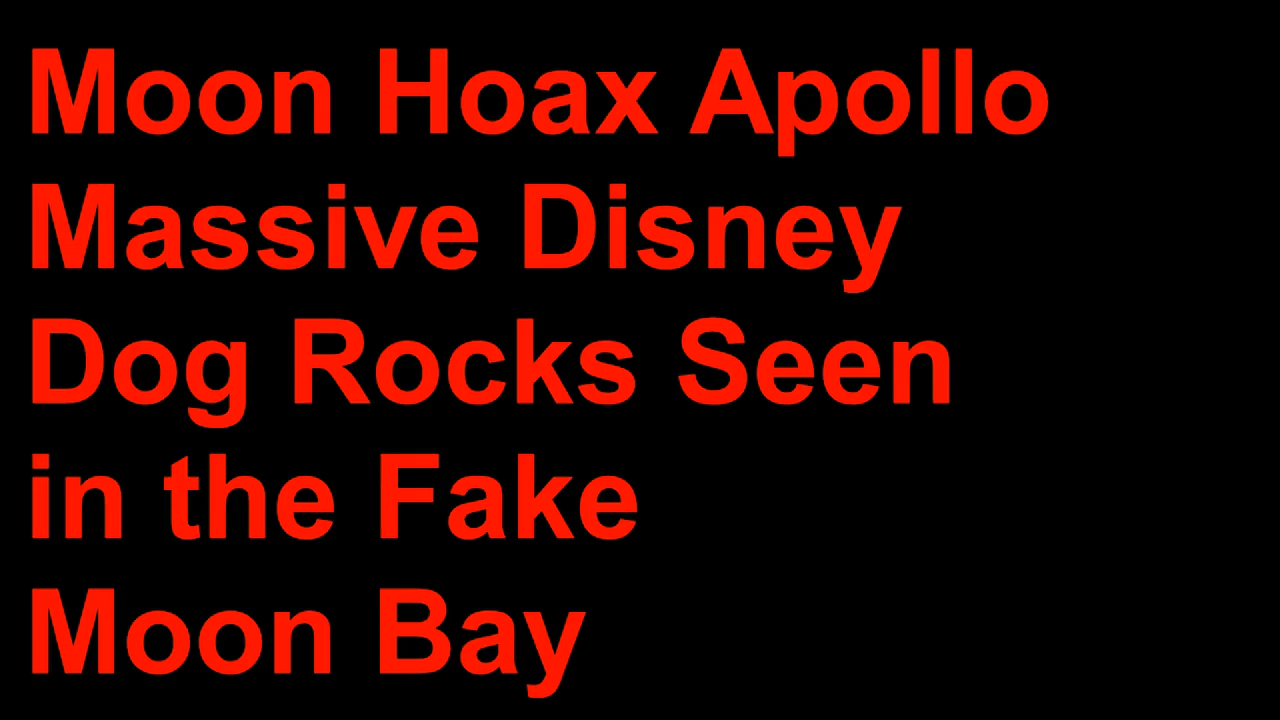 Moon Hoax Apollo
Massive Disney
Dog Rocks Seen
in the Fake
Moon Bay